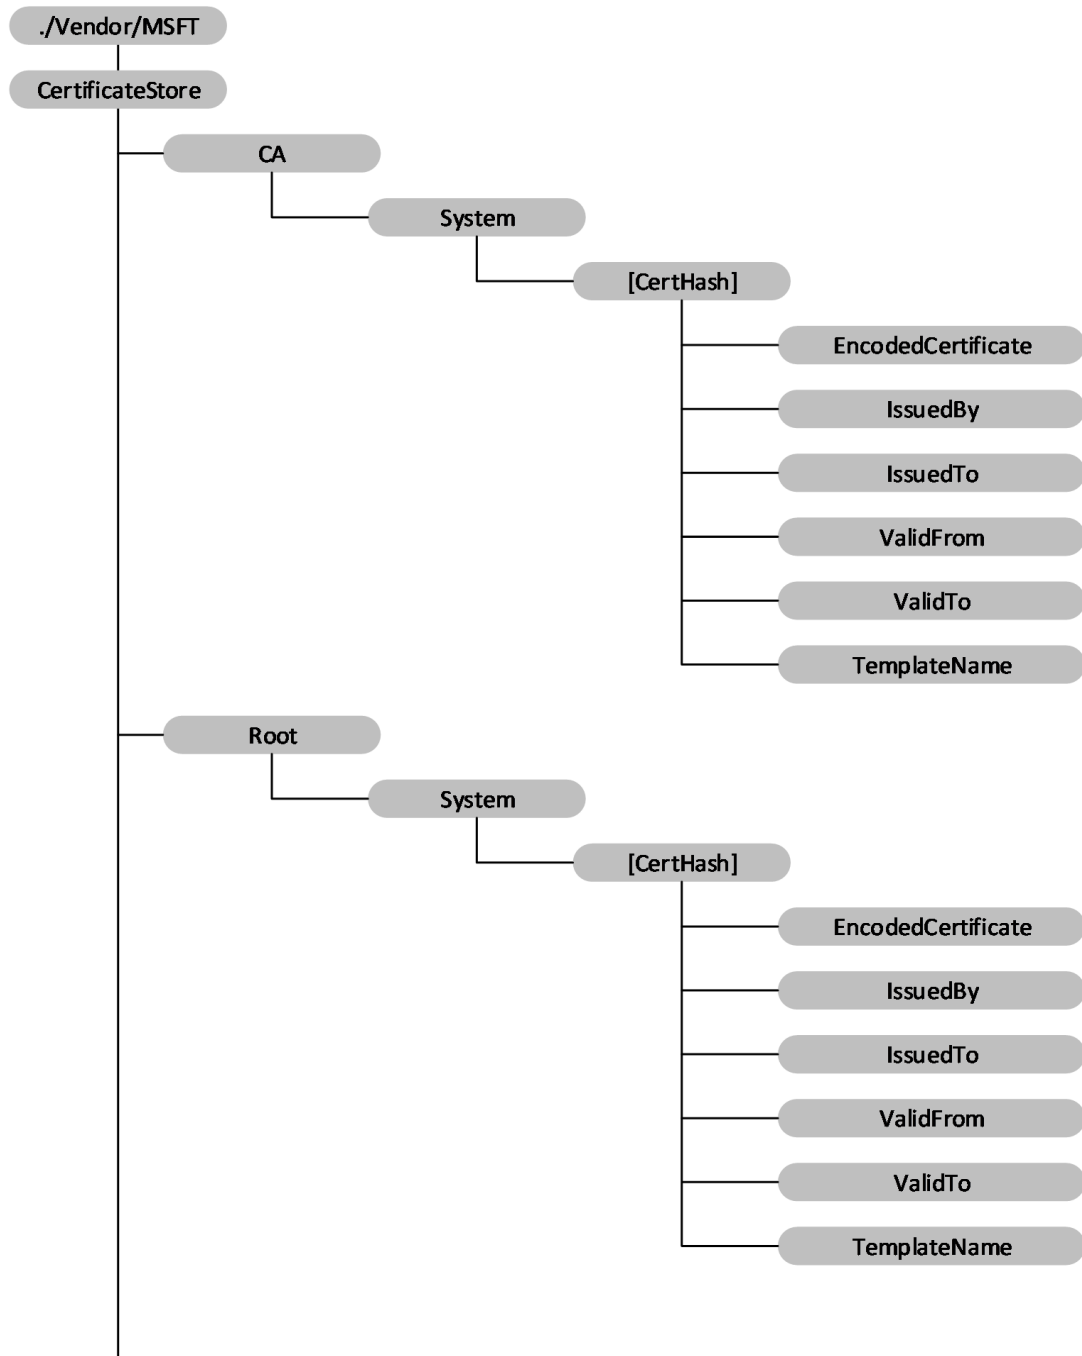 ./Vendor/MSFT
CertificateStore
CA
System
[CertHash]
EncodedCertificate
IssuedBy
IssuedTo
ValidFrom
ValidTo
TemplateName
Root
System
[CertHash]
EncodedCertificate
IssuedBy
IssuedTo
ValidFrom
ValidTo
TemplateName